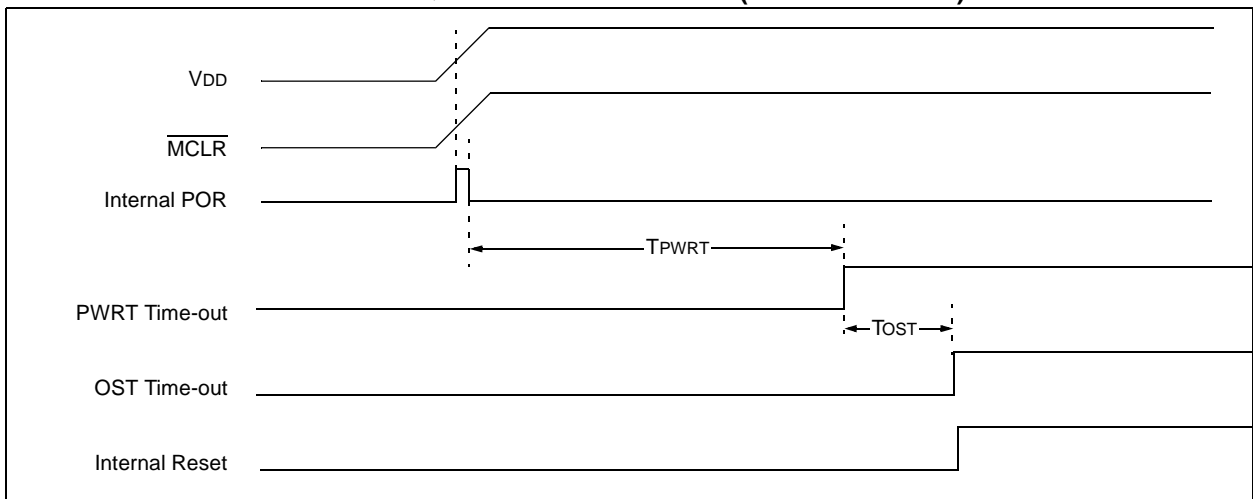 VDD
MCLR
Internal POR
TPWRT
PWRT Time-out
TOST
OST Time-out
Internal Reset